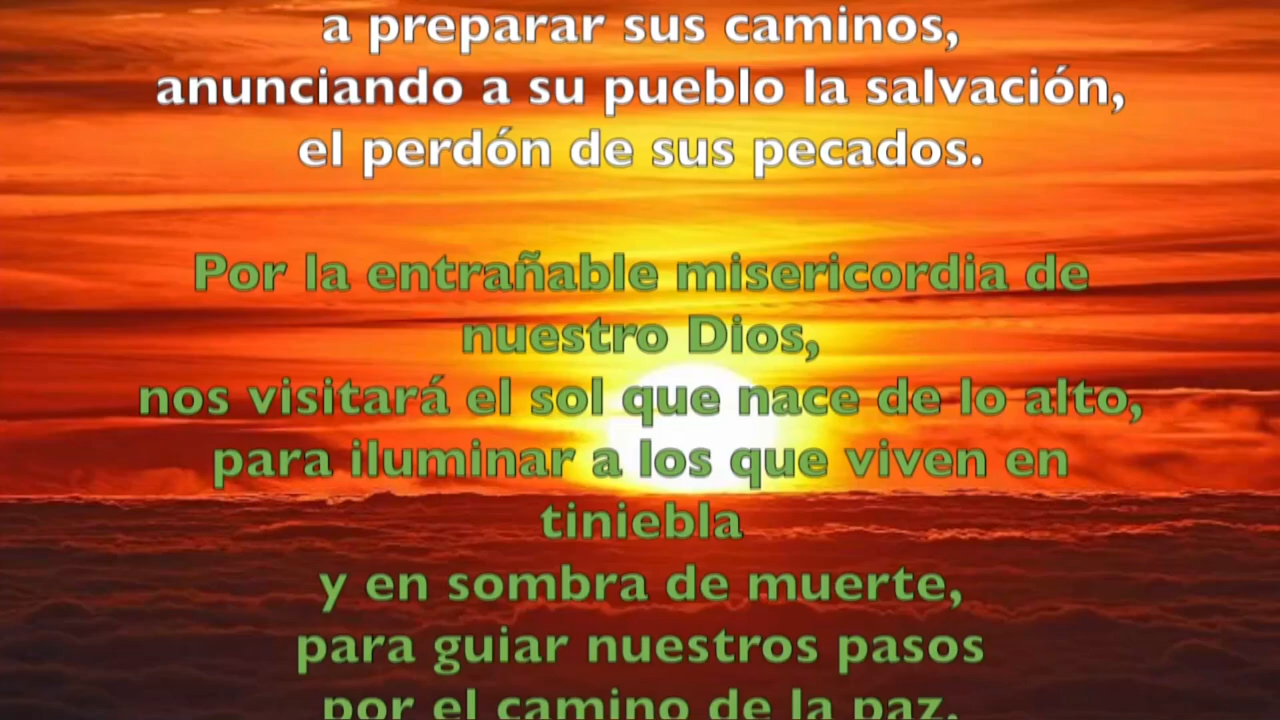 a preparar sus caminos,
anunciando a su pueblo la salvación,
el perdón de sus pecados.
Por la entrañable misericordia de
nuestro Dios,
nos visitará el sol que nace de lo alto,
para iluminar a los que viven en
tiniebla
y en sombra de muerte,
para guiar nuestros pasos
por el camino de la paz.